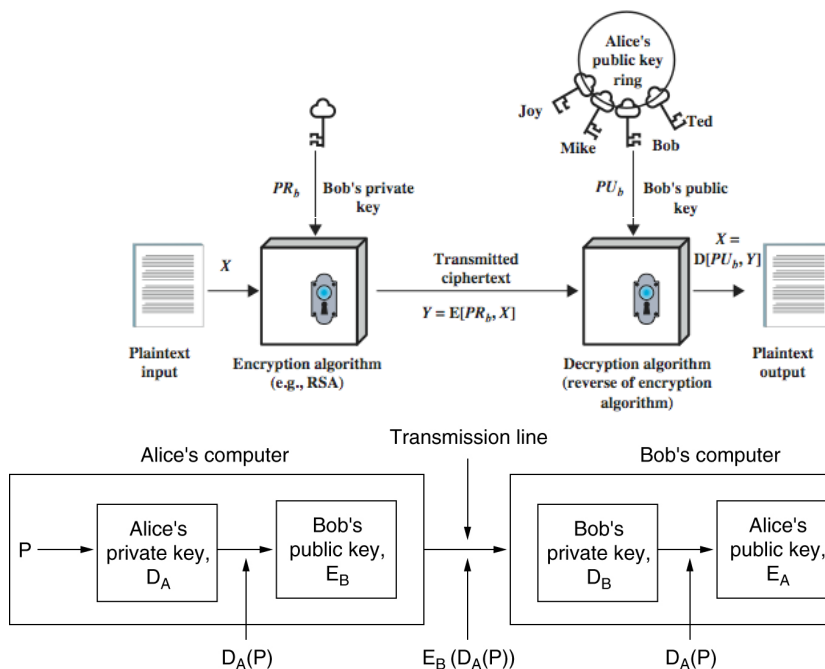 Alice's
public key
ring
Joy
Mike
Bob
Ted
PR_b
Bob's private
key
PU_b
Bob's public
key
X
Transmitted
ciphertext
Y = E[PR_b, X]
X =
D[PU_b, Y]
Plaintext
input
Encryption algorithm
(e.g., RSA)
Decryption algorithm
(reverse of encryption
algorithm)
Plaintext
output
Transmission line
Alice's computer
Bob's computer
P
Alice's
private key,
D_A
Bob's
public key,
E_B
Bob's
private key,
D_B
Alice's
public key,
E_A
D_A(P)
E_B (D_A(P))
D_A(P)